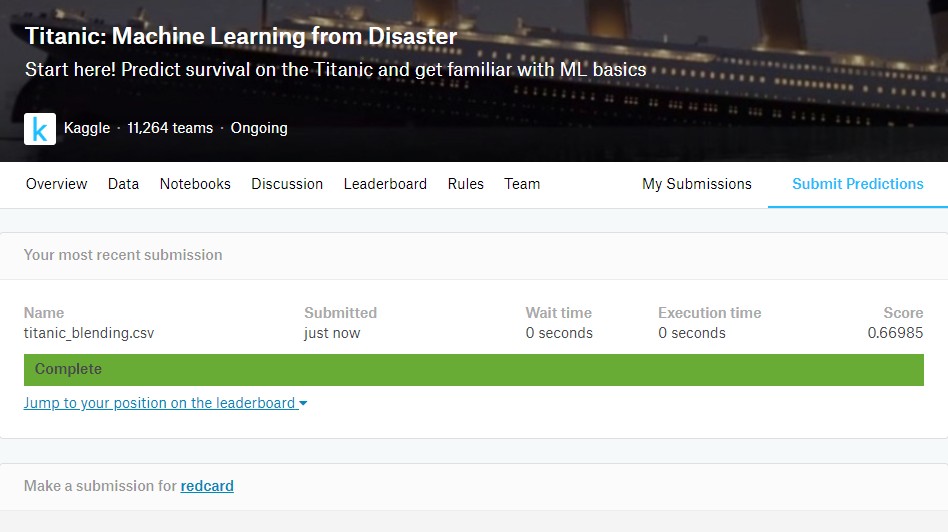 Titanic: Machine Learning from Disaster
Start here! Predict survival on the Titanic and get familiar with ML basics
k Kaggle · 11,264 teams · Ongoing
Overview Data Notebooks Discussion Leaderboard Rules Team My Submissions Submit Predictions
Your most recent submission
Name Submitted Wait time Execution time Score
titanic_blending.csv just now 0 seconds 0 seconds 0.66985
Complete
Jump to your position on the leaderboard
Make a submission for redcard